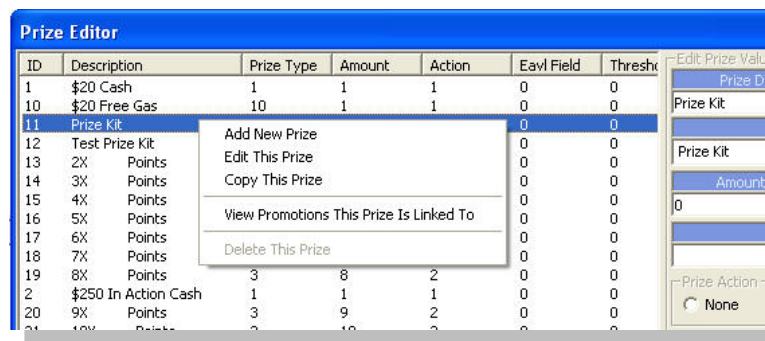 Prize Editor
ID Description Prize Type Amount Action Eavl Field Thresho
1 $20 Cash 1 1 1 0 0
10 $20 Free Gas 10 1 1 0 0
11 Prize Kit 0 0
12 Test Prize Kit 0 0
13 2X Points 0 0
14 3X Points 0 0
15 4X Points 0 0
16 5X Points 0 0
17 6X Points 0 0
18 7X Points 0 0
19 8X Points 3 8 2 0 0
2 $250 In Action Cash 1 1 1 0 0
20 9X Points 3 9 2 0 0
Add New Prize
Edit This Prize
Copy This Prize
View Promotions This Prize Is Linked To
Delete This Prize
Edit Prize Valu
Prize D
Prize Kit
Prize Kit
Amount
0
Prize Action
None